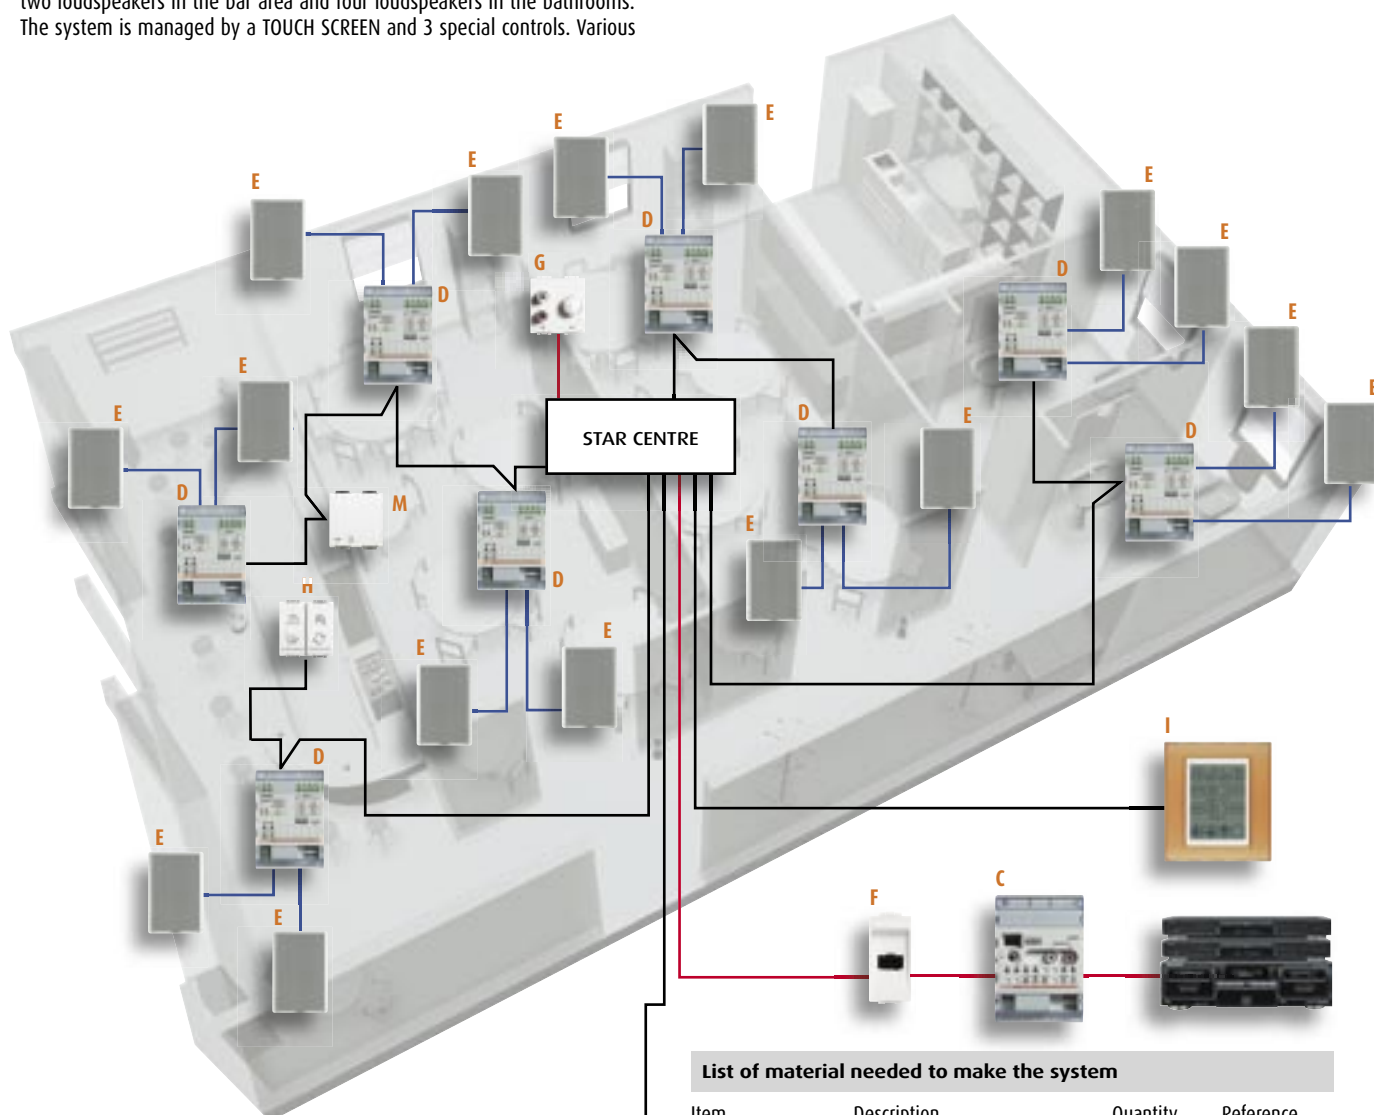 two loudspeakers in the bar area and four loudspeakers in the bathrooms.
The system is managed by a TOUCH SCREEN and 3 special controls. Various
E
E
E
E
E
E
E
D
G
D
D
E
E
E
E
E
STAR CENTRE
D
E
D
D
M
E
H
D
E
E
D
I
E
E
F
C
List of material needed to make the system
Item Description Quantity Reference